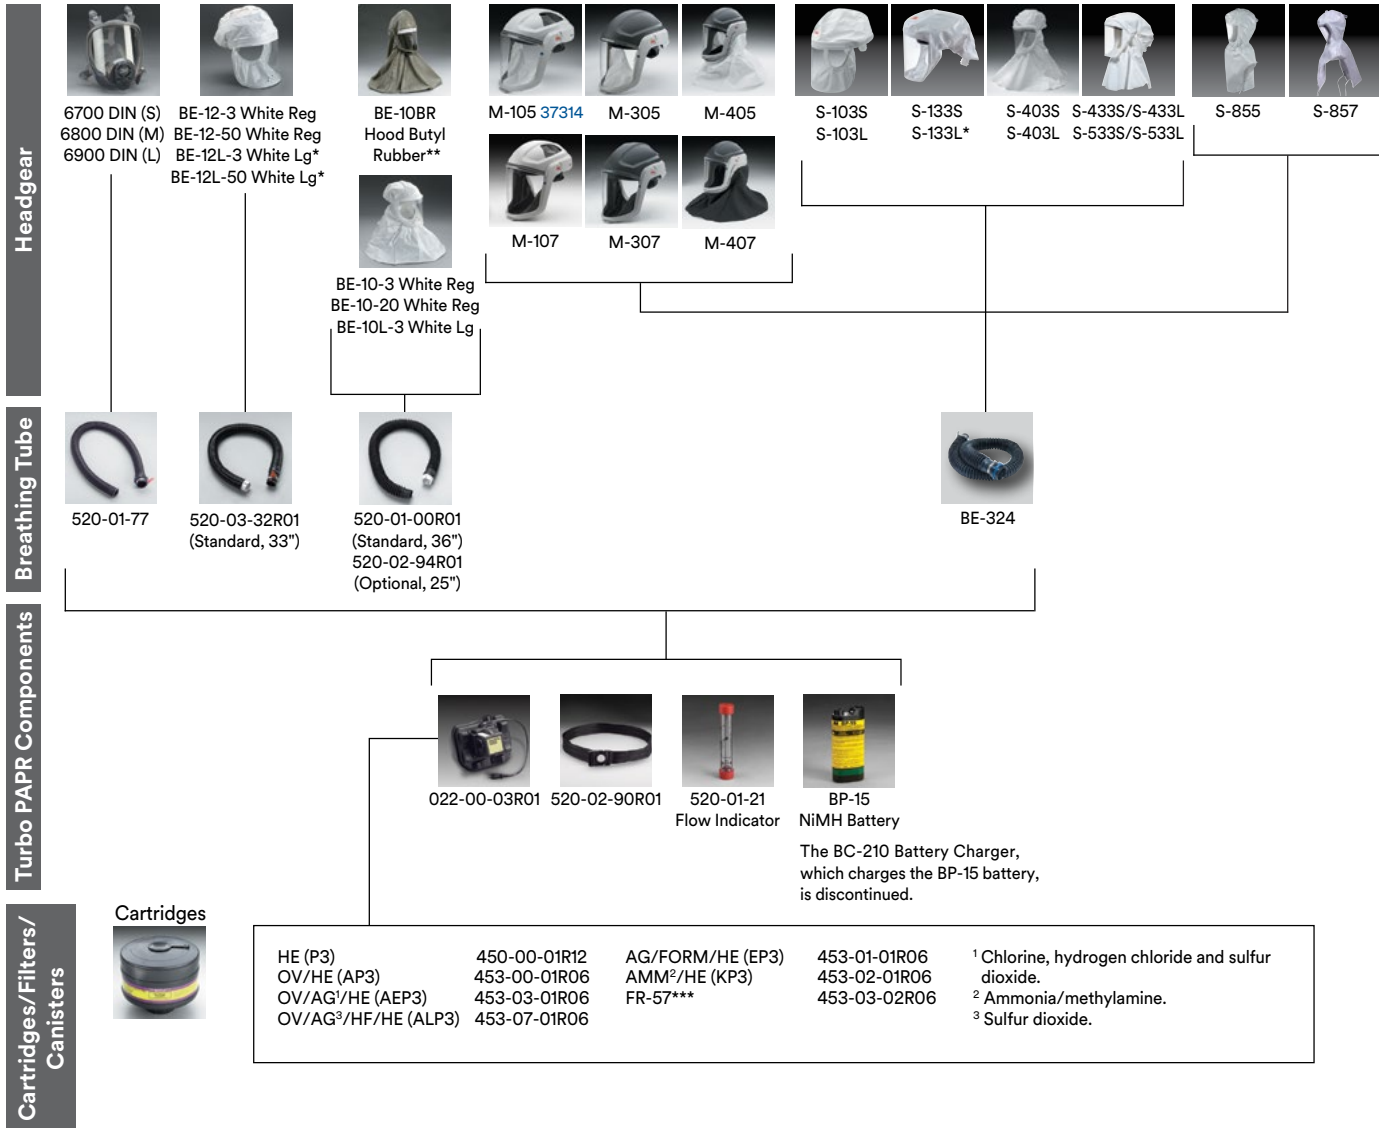 Headgear
6700 DIN (S)
6800 DIN (M)
6900 DIN (L)
BE-12-3 White Reg
BE-12-50 White Reg
BE-12L-3 White Lg*
BE-12L-50 White Lg*
BE-10BR
Hood Butyl
Rubber**
BE-10-3 White Reg
BE-10-20 White Reg
BE-10L-3 White Lg
M-105 37314
M-305
M-405
M-107
M-307
M-407
S-103S
S-103L
S-133S
S-133L*
S-403S
S-403L
S-433S/S-433L
S-533S/S-533L
S-855
S-857
Breathing Tube
520-01-77
520-03-32R01
(Standard, 33")
520-01-00R01
(Standard, 36")
520-02-94R01
(Optional, 25")
BE-324
Turbo PAPR Components
022-00-03R01
520-02-90R01
520-01-21
Flow Indicator
BP-15
NiMH Battery
The BC-210 Battery Charger,
which charges the BP-15 battery,
is discontinued.
Cartridges/Filters/
Canisters
Cartridges
HE (P3) 450-00-01R12
OV/HE (AP3) 453-00-01R06
OV/AG¹/HE (AEP3) 453-03-01R06
OV/AG³/HF/HE (ALP3) 453-07-01R06
AG/FORM/HE (EP3) 453-01-01R06
AMM²/HE (KP3) 453-02-01R06
FR-57*** 453-03-02R06
¹ Chlorine, hydrogen chloride and sulfur
dioxide.
² Ammonia/methylamine.
³ Sulfur dioxide.